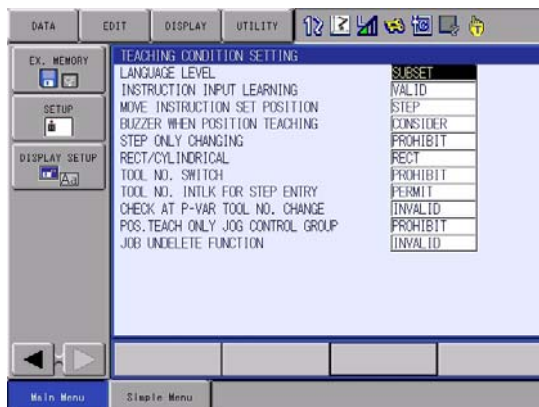 DATA EDIT DISPLAY UTILITY
EX. MEMORY
SETUP
DISPLAY SETUP
TEACHING CONDITION SETTING
LANGUAGE LEVEL SUBSET
INSTRUCTION INPUT LEARNING VALID
MOVE INSTRUCTION SET POSITION STEP
BUZZER WHEN POSITION TEACHING CONSIDER
STEP ONLY CHANGING PROHIBIT
RECT/CYLINDRICAL RECT
TOOL NO. SWITCH PROHIBIT
TOOL NO. INTLK FOR STEP ENTRY PERMIT
CHECK AT P-VAR TOOL NO. CHANGE INVALID
POS.TEACH ONLY JOG CONTROL GROUP PROHIBIT
JOB UNDELETE FUNCTION INVALID
Main Menu Simple Menu